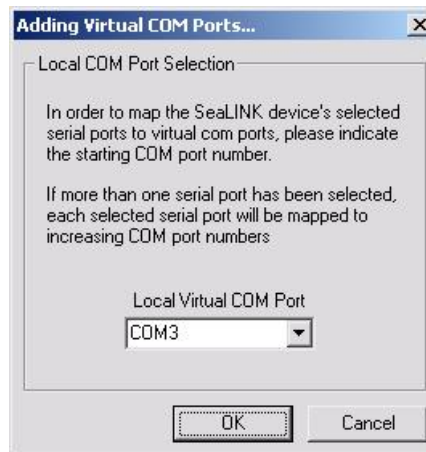 Adding Virtual COM Ports...
Local COM Port Selection
In order to map the SeaLINK device's selected
serial ports to virtual com ports, please indicate
the starting COM port number.
If more than one serial port has been selected,
each selected serial port will be mapped to
increasing COM port numbers
Local Virtual COM Port
COM3
OK
Cancel